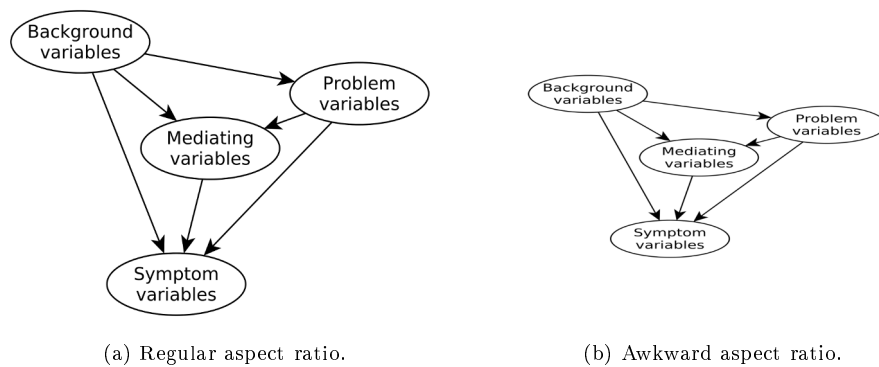 Background
variables
Problem
variables
Mediating
variables
Symptom
variables
(a) Regular aspect ratio.
Background
variables
Problem
variables
Mediating
variables
Symptom
variables
(b) Awkward aspect ratio.